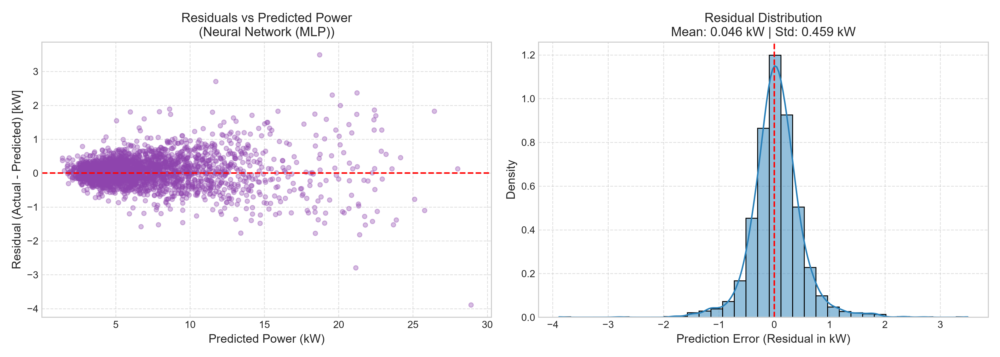 Residuals vs Predicted Power
(Neural Network (MLP))
Residual (Actual - Predicted) [kW]
3
2
1
0
−1
−2
−3
−4
5 10 15 20 25 30
Predicted Power (kW)
Residual Distribution
Mean: 0.046 kW | Std: 0.459 kW
Density
1.2
1.0
0.8
0.6
0.4
0.2
0.0
−4 −3 −2 −1 0 1 2 3
Prediction Error (Residual in kW)